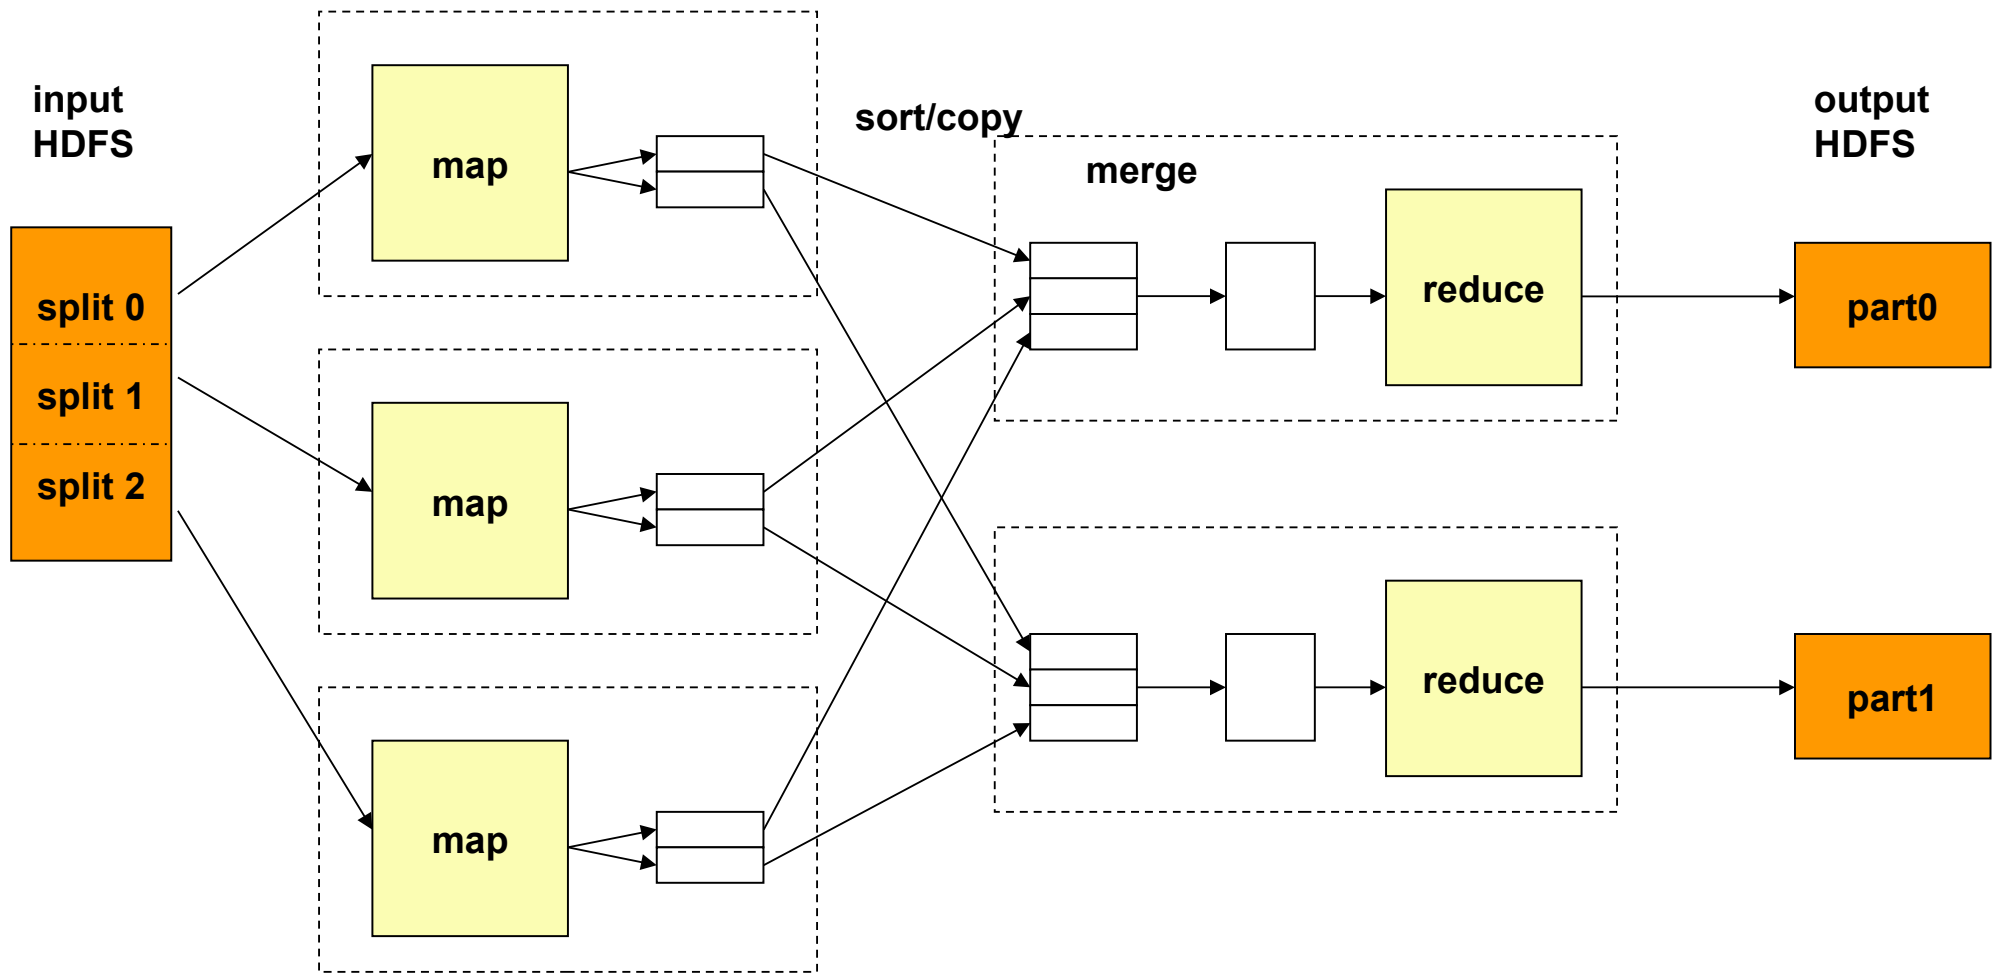 input
HDFS
split 0
split 1
split 2
map
map
map
sort/copy
merge
reduce
reduce
output
HDFS
part0
part1